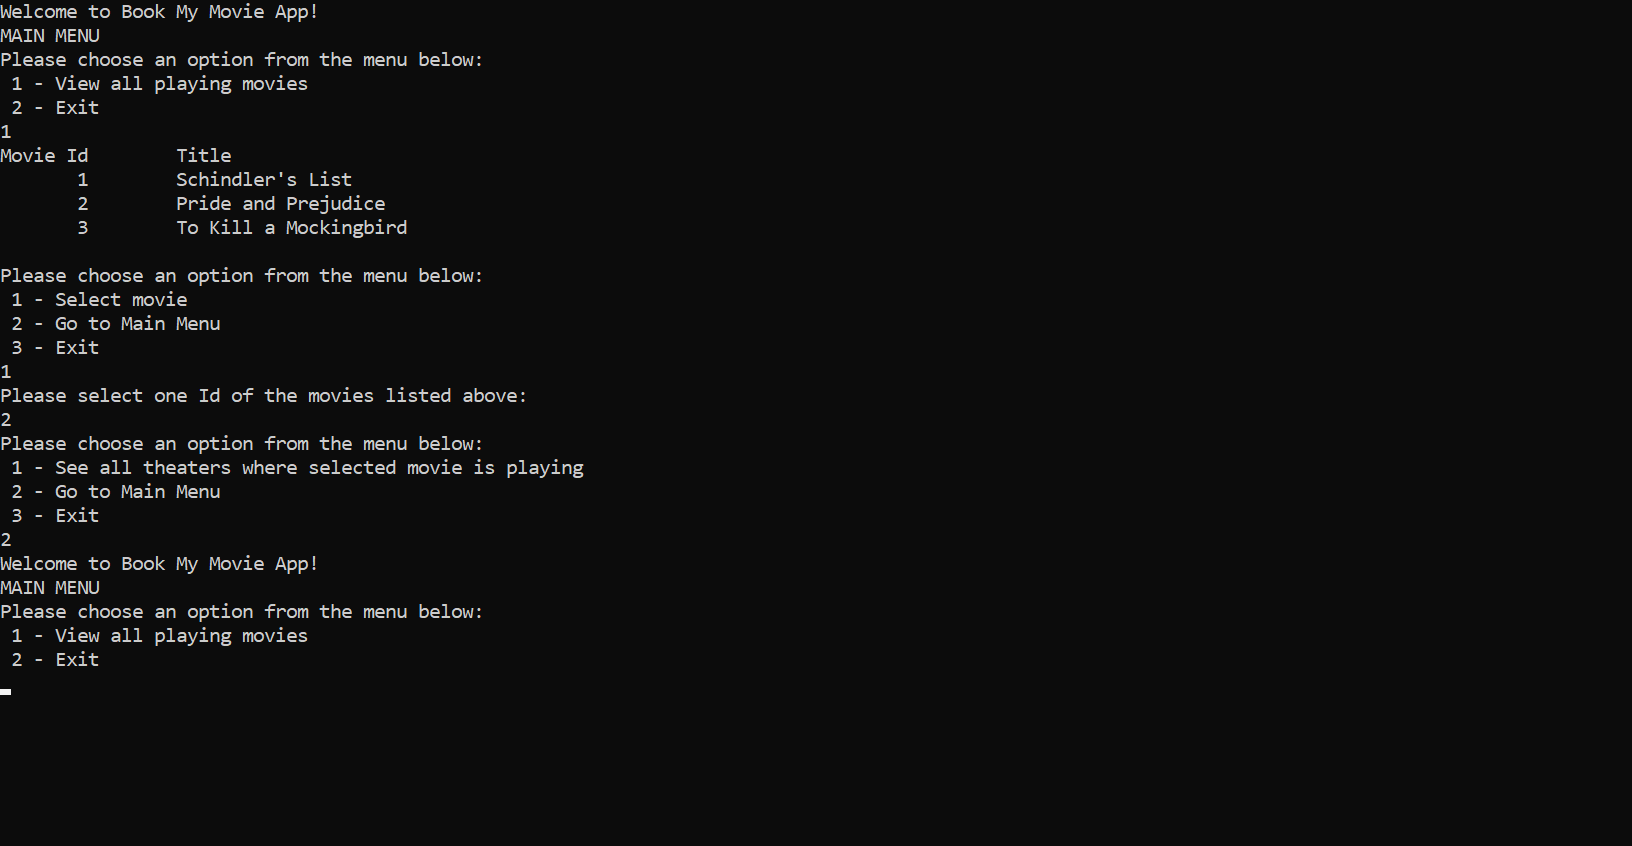 Welcome to Book My Movie App!
MAIN MENU
Please choose an option from the menu below:
 1 - View all playing movies
 2 - Exit
1
Movie Id        Title
       1        Schindler's List
       2        Pride and Prejudice
       3        To Kill a Mockingbird

Please choose an option from the menu below:
 1 - Select movie
 2 - Go to Main Menu
 3 - Exit
1
Please select one Id of the movies listed above:
2
Please choose an option from the menu below:
 1 - See all theaters where selected movie is playing
 2 - Go to Main Menu
 3 - Exit
2
Welcome to Book My Movie App!
MAIN MENU
Please choose an option from the menu below:
 1 - View all playing movies
 2 - Exit